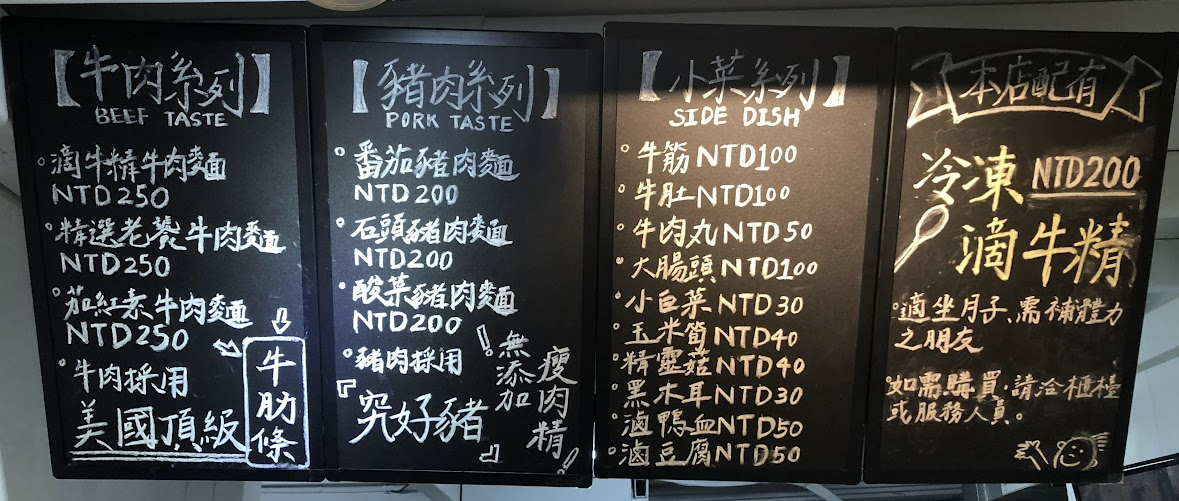 【牛肉系列】
BEEF TASTE
。滴牛精牛肉麵
NTD250
。精選老饕牛肉麵
NTD250
。茄紅素牛肉麵
NTD250
。牛肉採用
美國頂級
牛肋條
【豬肉系列】
PORK TASTE
。番茄豬肉麵
NTD200
。石頭豬肉麵
NTD200
。酸菜豬肉麵
NTD200
。豬肉採用
『究好豬』
!無添加
瘦肉精!
【小菜系列】
SIDE DISH
。牛筋NTD100
。牛肚NTD100
。牛肉丸NTD50
。大腸頭NTD100
。小白菜NTD30
。玉米筍NTD40
。精靈菇NTD40
。黑木耳NTD30
。滷鴨血NTD50
。滷豆腐NTD50
本店配有
冷凍NTD200
滴牛精
。適坐月子、需補體力
之朋友
。如需購買,請洽櫃檯
或服務人員。